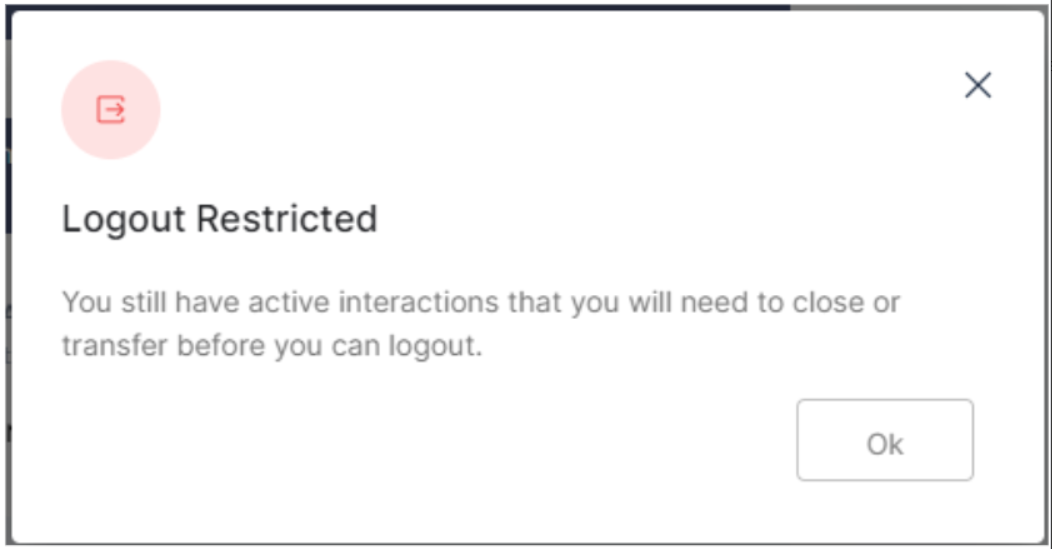 Logout Restricted
You still have active interactions that you will need to close or
transfer before you can logout.
Ok